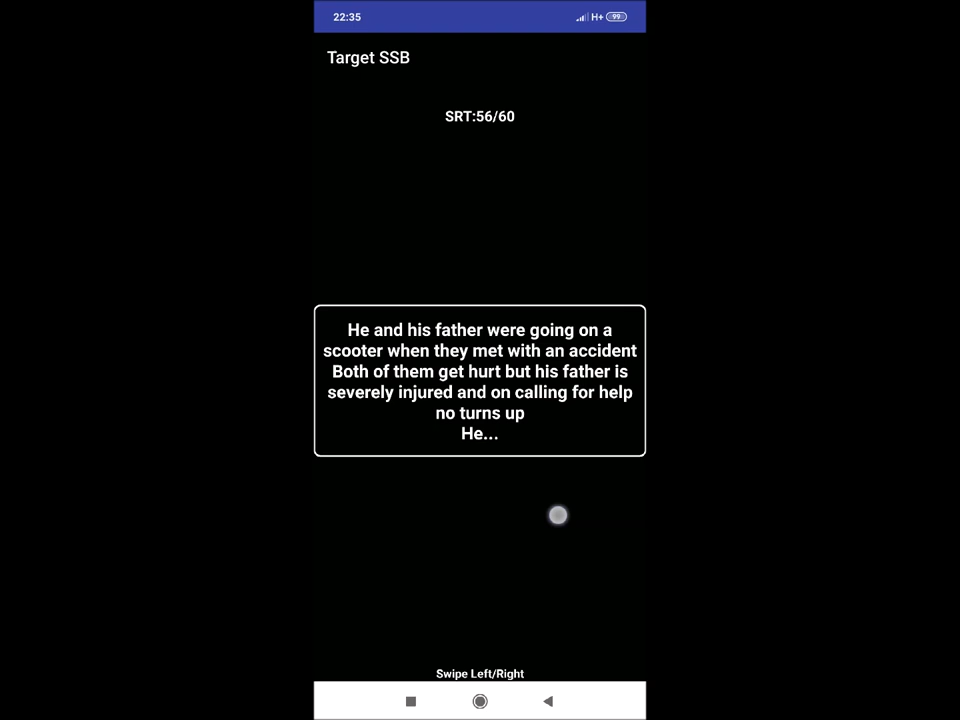 22:35
H+ 99
Target SSB
SRT:56/60
He and his father were going on a
scooter when they met with an accident
Both of them get hurt but his father is
severely injured and on calling for help
no turns up
He...
Swipe Left/Right